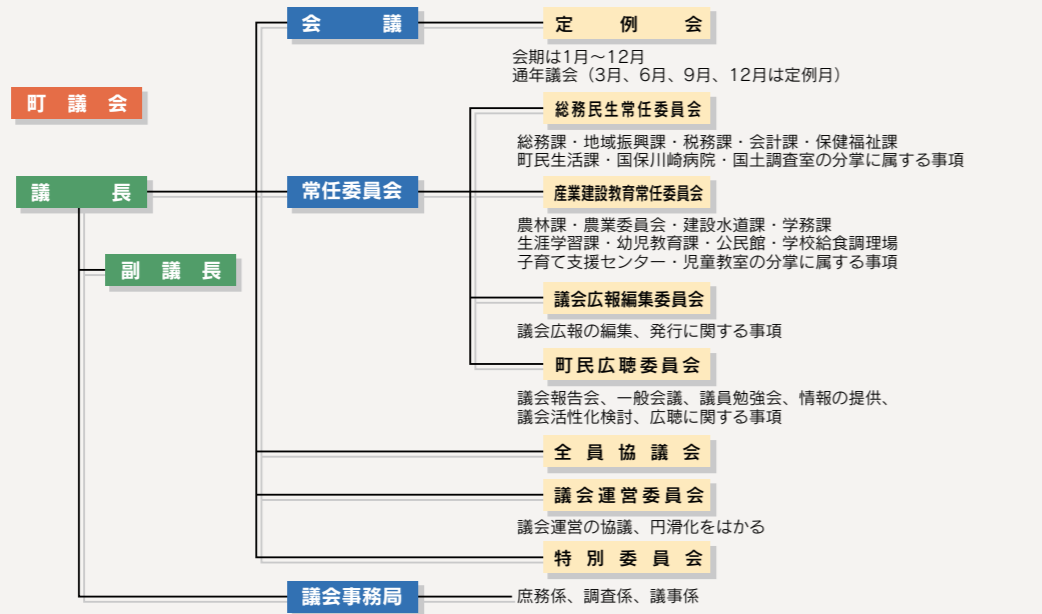 会議
定例会
会期は1月～12月
通年議会（3月、6月、9月、12月は定例月）
町議会
総務民生常任委員会
総務課・地域振興課・税務課・会計課・保健福祉課
町民生活課・国保川崎病院・国土調査室の分掌に属する事項
議長
常任委員会
産業建設教育常任委員会
農林課・農業委員会・建設水道課・学務課
生涯学習課・幼児教育課・公民館・学校給食調理場
子育て支援センター・児童教室の分掌に属する事項
副議長
議会広報編集委員会
議会広報の編集、発行に関する事項
町民広聴委員会
議会報告会、一般会議、議員勉強会、情報の提供、
議会活性化検討、広聴に関する事項
全員協議会
議会運営委員会
議会運営の協議、円滑化をはかる
特別委員会
議会事務局
庶務係、調査係、議事係